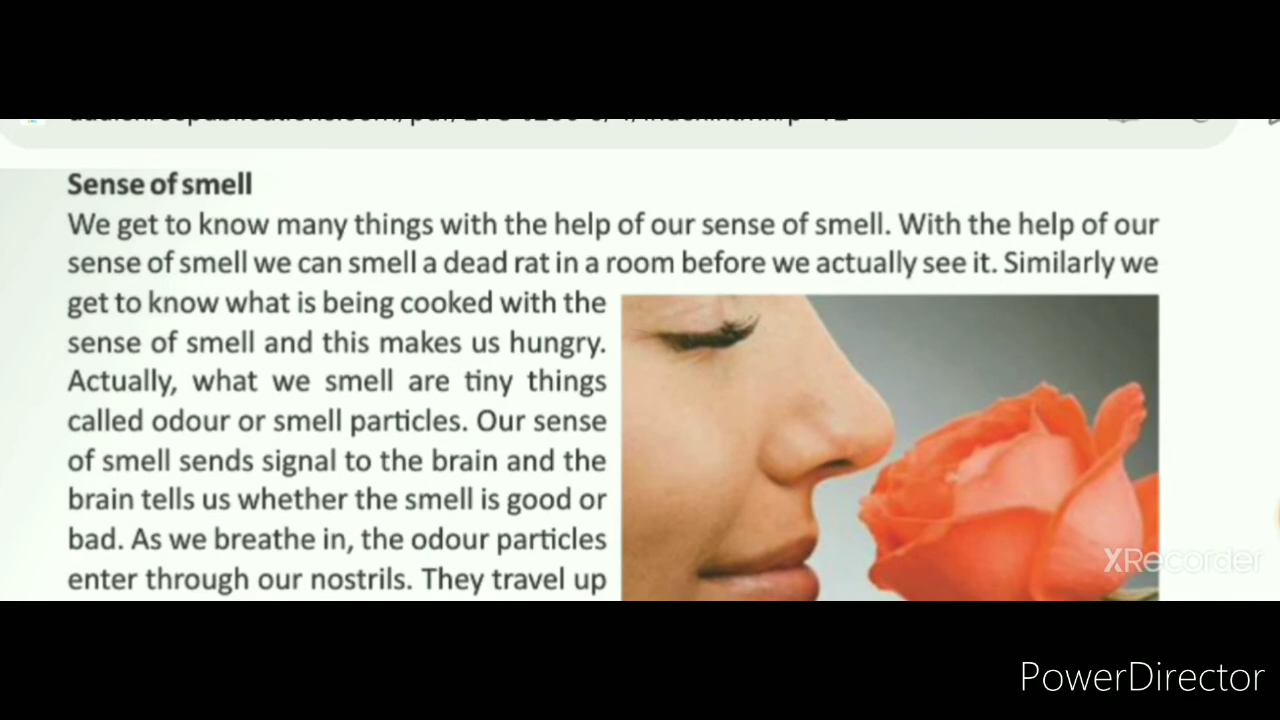 Sense of smell
We get to know many things with the help of our sense of smell. With the help of our
sense of smell we can smell a dead rat in a room before we actually see it. Similarly we
get to know what is being cooked with the
sense of smell and this makes us hungry.
Actually, what we smell are tiny things
called odour or smell particles. Our sense
of smell sends signal to the brain and the
brain tells us whether the smell is good or
bad. As we breathe in, the odour particles
enter through our nostrils. They travel up
XRecorder
PowerDirector